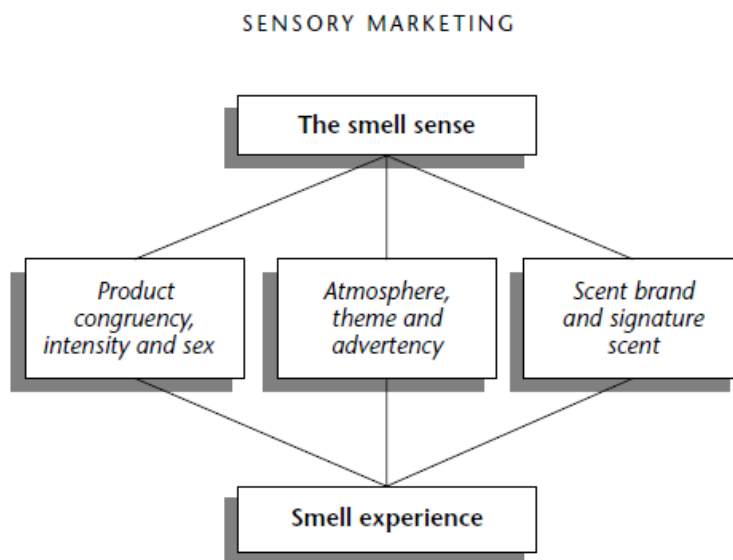 SENSORY MARKETING
The smell sense
Product
congruency,
intensity and sex
Atmosphere,
theme and
advertency
Scent brand
and signature
scent
Smell experience